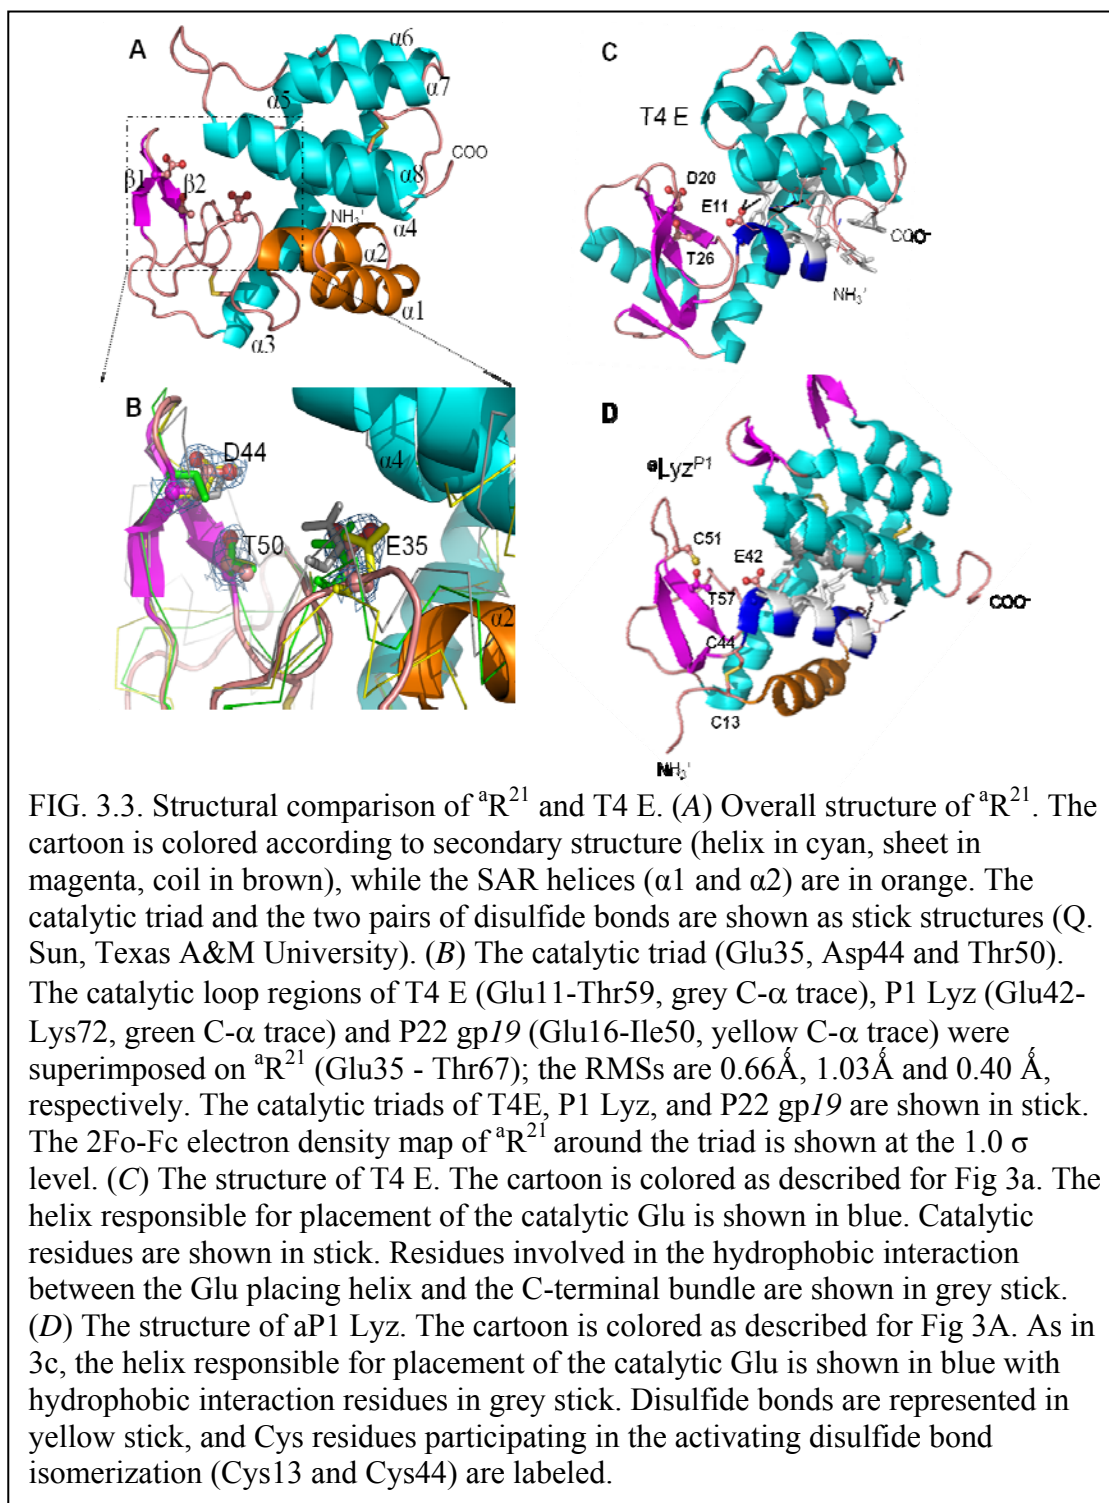 A
α6
α7
α5
COO
β1
β2
α8
NH₃⁺
α4
α2
α1
α3
C
T4 E
D20
E11
T26
COO-
NH₃⁺
B
D44
α4
T50
E35
α2
D
ᵃLyzᴾ¹
C51
E42
T57
COO-
C44
C13
NH₃⁺
FIG. 3.3. Structural comparison of ᵃR²¹ and T4 E. (A) Overall structure of ᵃR²¹. The
cartoon is colored according to secondary structure (helix in cyan, sheet in
magenta, coil in brown), while the SAR helices (α1 and α2) are in orange. The
catalytic triad and the two pairs of disulfide bonds are shown as stick structures (Q.
Sun, Texas A&M University). (B) The catalytic triad (Glu35, Asp44 and Thr50).
The catalytic loop regions of T4 E (Glu11-Thr59, grey C-α trace), P1 Lyz (Glu42-
Lys72, green C-α trace) and P22 gp19 (Glu16-Ile50, yellow C-α trace) were
superimposed on ᵃR²¹ (Glu35 - Thr67); the RMSs are 0.66Å, 1.03Å and 0.40 Å,
respectively. The catalytic triads of T4E, P1 Lyz, and P22 gp19 are shown in stick.
The 2Fo-Fc electron density map of ᵃR²¹ around the triad is shown at the 1.0 σ
level. (C) The structure of T4 E. The cartoon is colored as described for Fig 3a. The
helix responsible for placement of the catalytic Glu is shown in blue. Catalytic
residues are shown in stick. Residues involved in the hydrophobic interaction
between the Glu placing helix and the C-terminal bundle are shown in grey stick.
(D) The structure of aP1 Lyz. The cartoon is colored as described for Fig 3A. As in
3c, the helix responsible for placement of the catalytic Glu is shown in blue with
hydrophobic interaction residues in grey stick. Disulfide bonds are represented in
yellow stick, and Cys residues participating in the activating disulfide bond
isomerization (Cys13 and Cys44) are labeled.